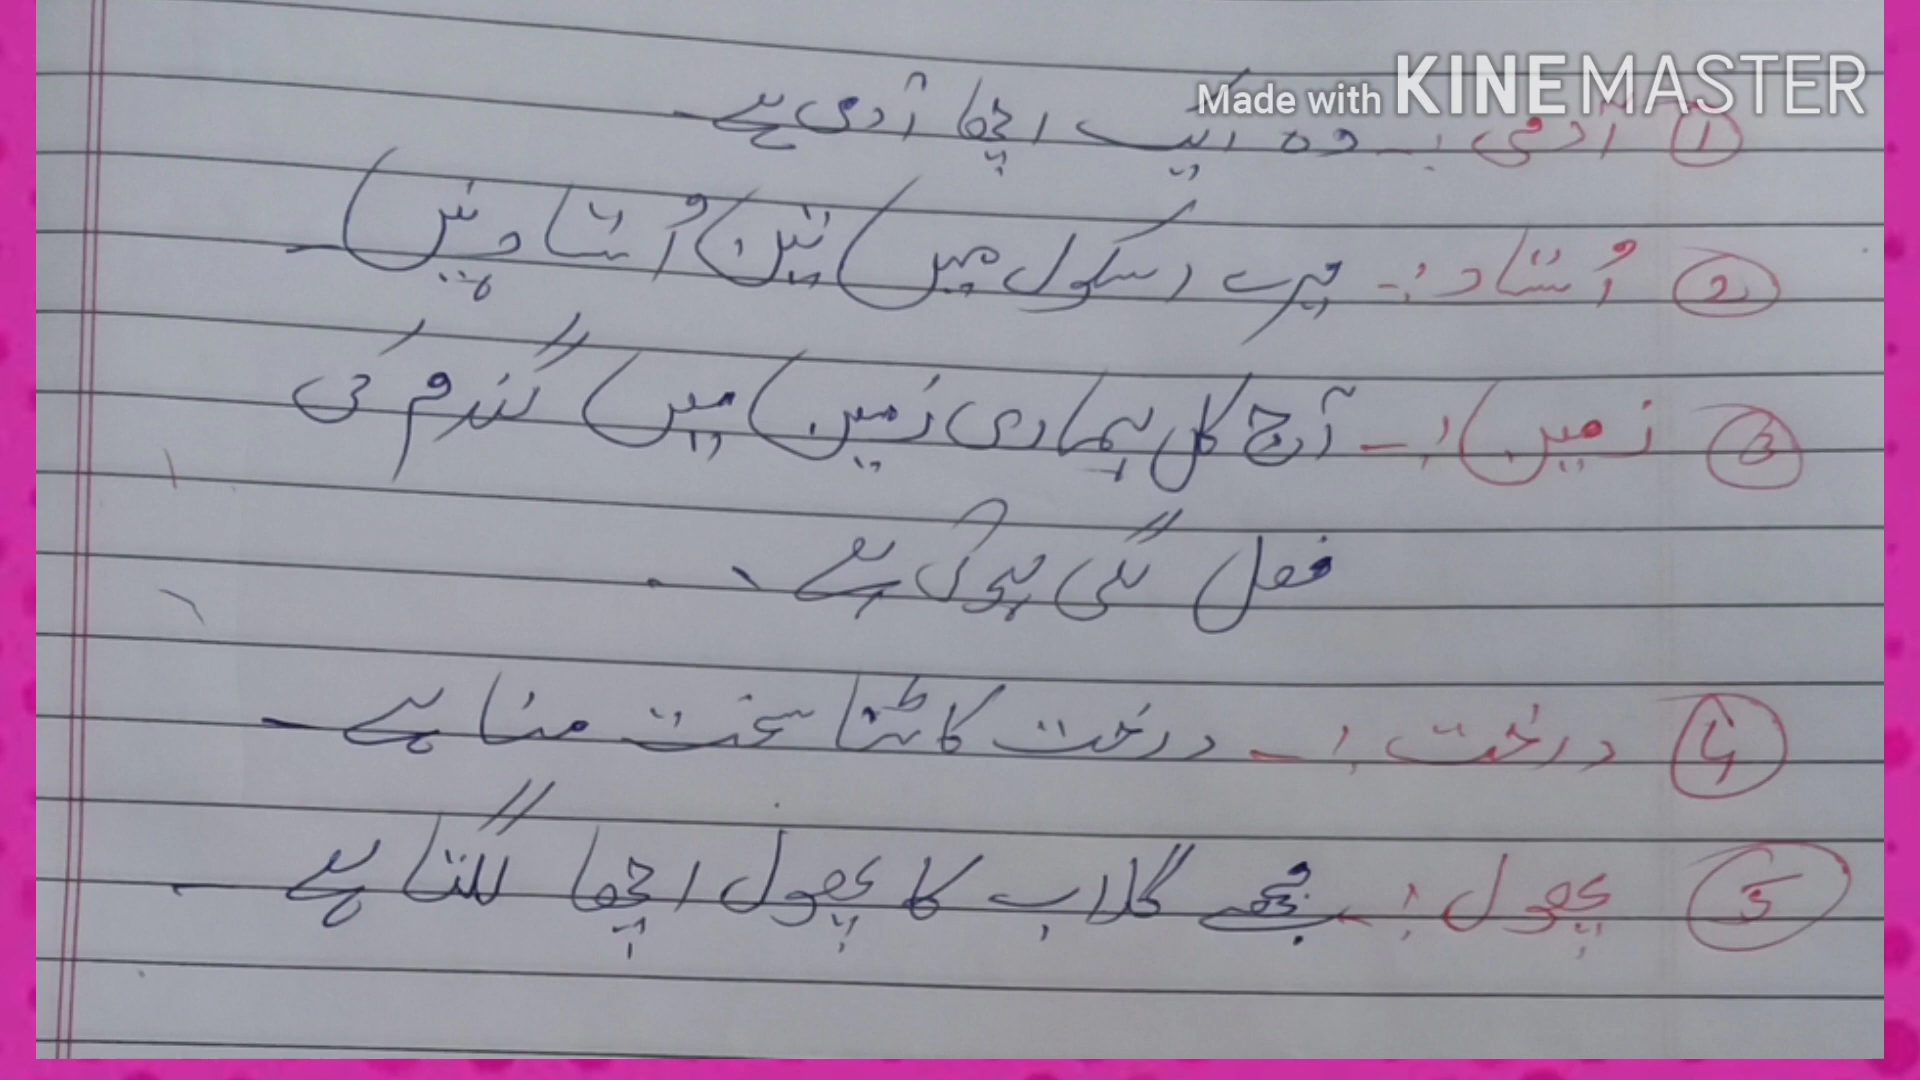 Made with KINEMASTER
① آدمی :۔ وہ ایک اچھا آدمی ہے۔
② اُستاد :۔ میرے سکول میں تین اُستاد ہیں۔
③ زمین :۔ آج کل ہماری زمین میں گندم کی
فصل لگی ہوئی ہے۔
④ درخت :۔ درخت کاٹنا سخت منا ہے۔
⑤ پھول :۔ مجھے گلاب کا پھول اچھا لگتا ہے۔